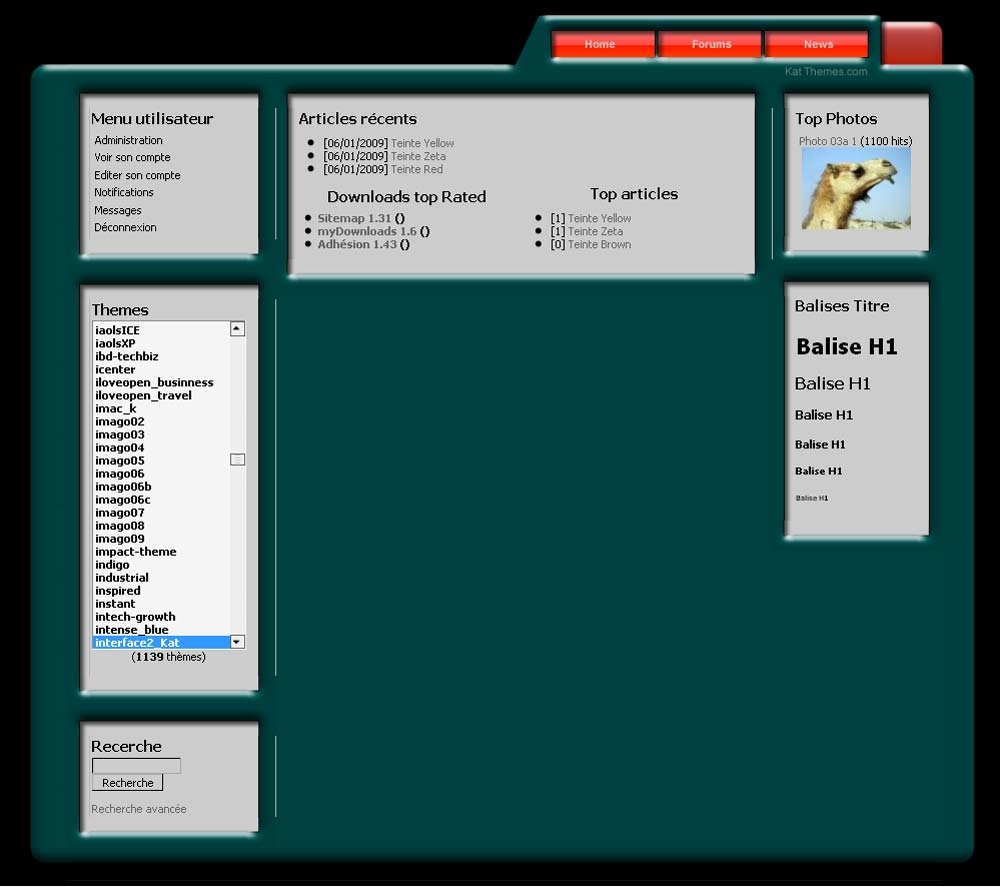 Home
Forums
News
Kat Themes.com
Menu utilisateur
Administration
Voir son compte
Editer son compte
Notifications
Messages
Déconnexion
Articles récents
[06/01/2009] Teinte Yellow
[06/01/2009] Teinte Zeta
[06/01/2009] Teinte Red
Downloads top Rated
Sitemap 1.31 ()
myDownloads 1.6 ()
Adhésion 1.43 ()
Top articles
[1] Teinte Yellow
[1] Teinte Zeta
[0] Teinte Brown
Top Photos
Photo 03a 1 (1100 hits)
Themes
iaolsICE
iaolsXP
ibd-techbiz
icenter
iloveopen_businness
iloveopen_travel
imac_k
imago02
imago03
imago04
imago05
imago06
imago06b
imago06c
imago07
imago08
imago09
impact-theme
indigo
industrial
inspired
instant
intech-growth
intense_blue
interface2_Kat
(1139 thèmes)
Balises Titre
Balise H1
Balise H1
Balise H1
Balise H1
Balise H1
Balise H1
Recerche
Recherche
Recherche avancée